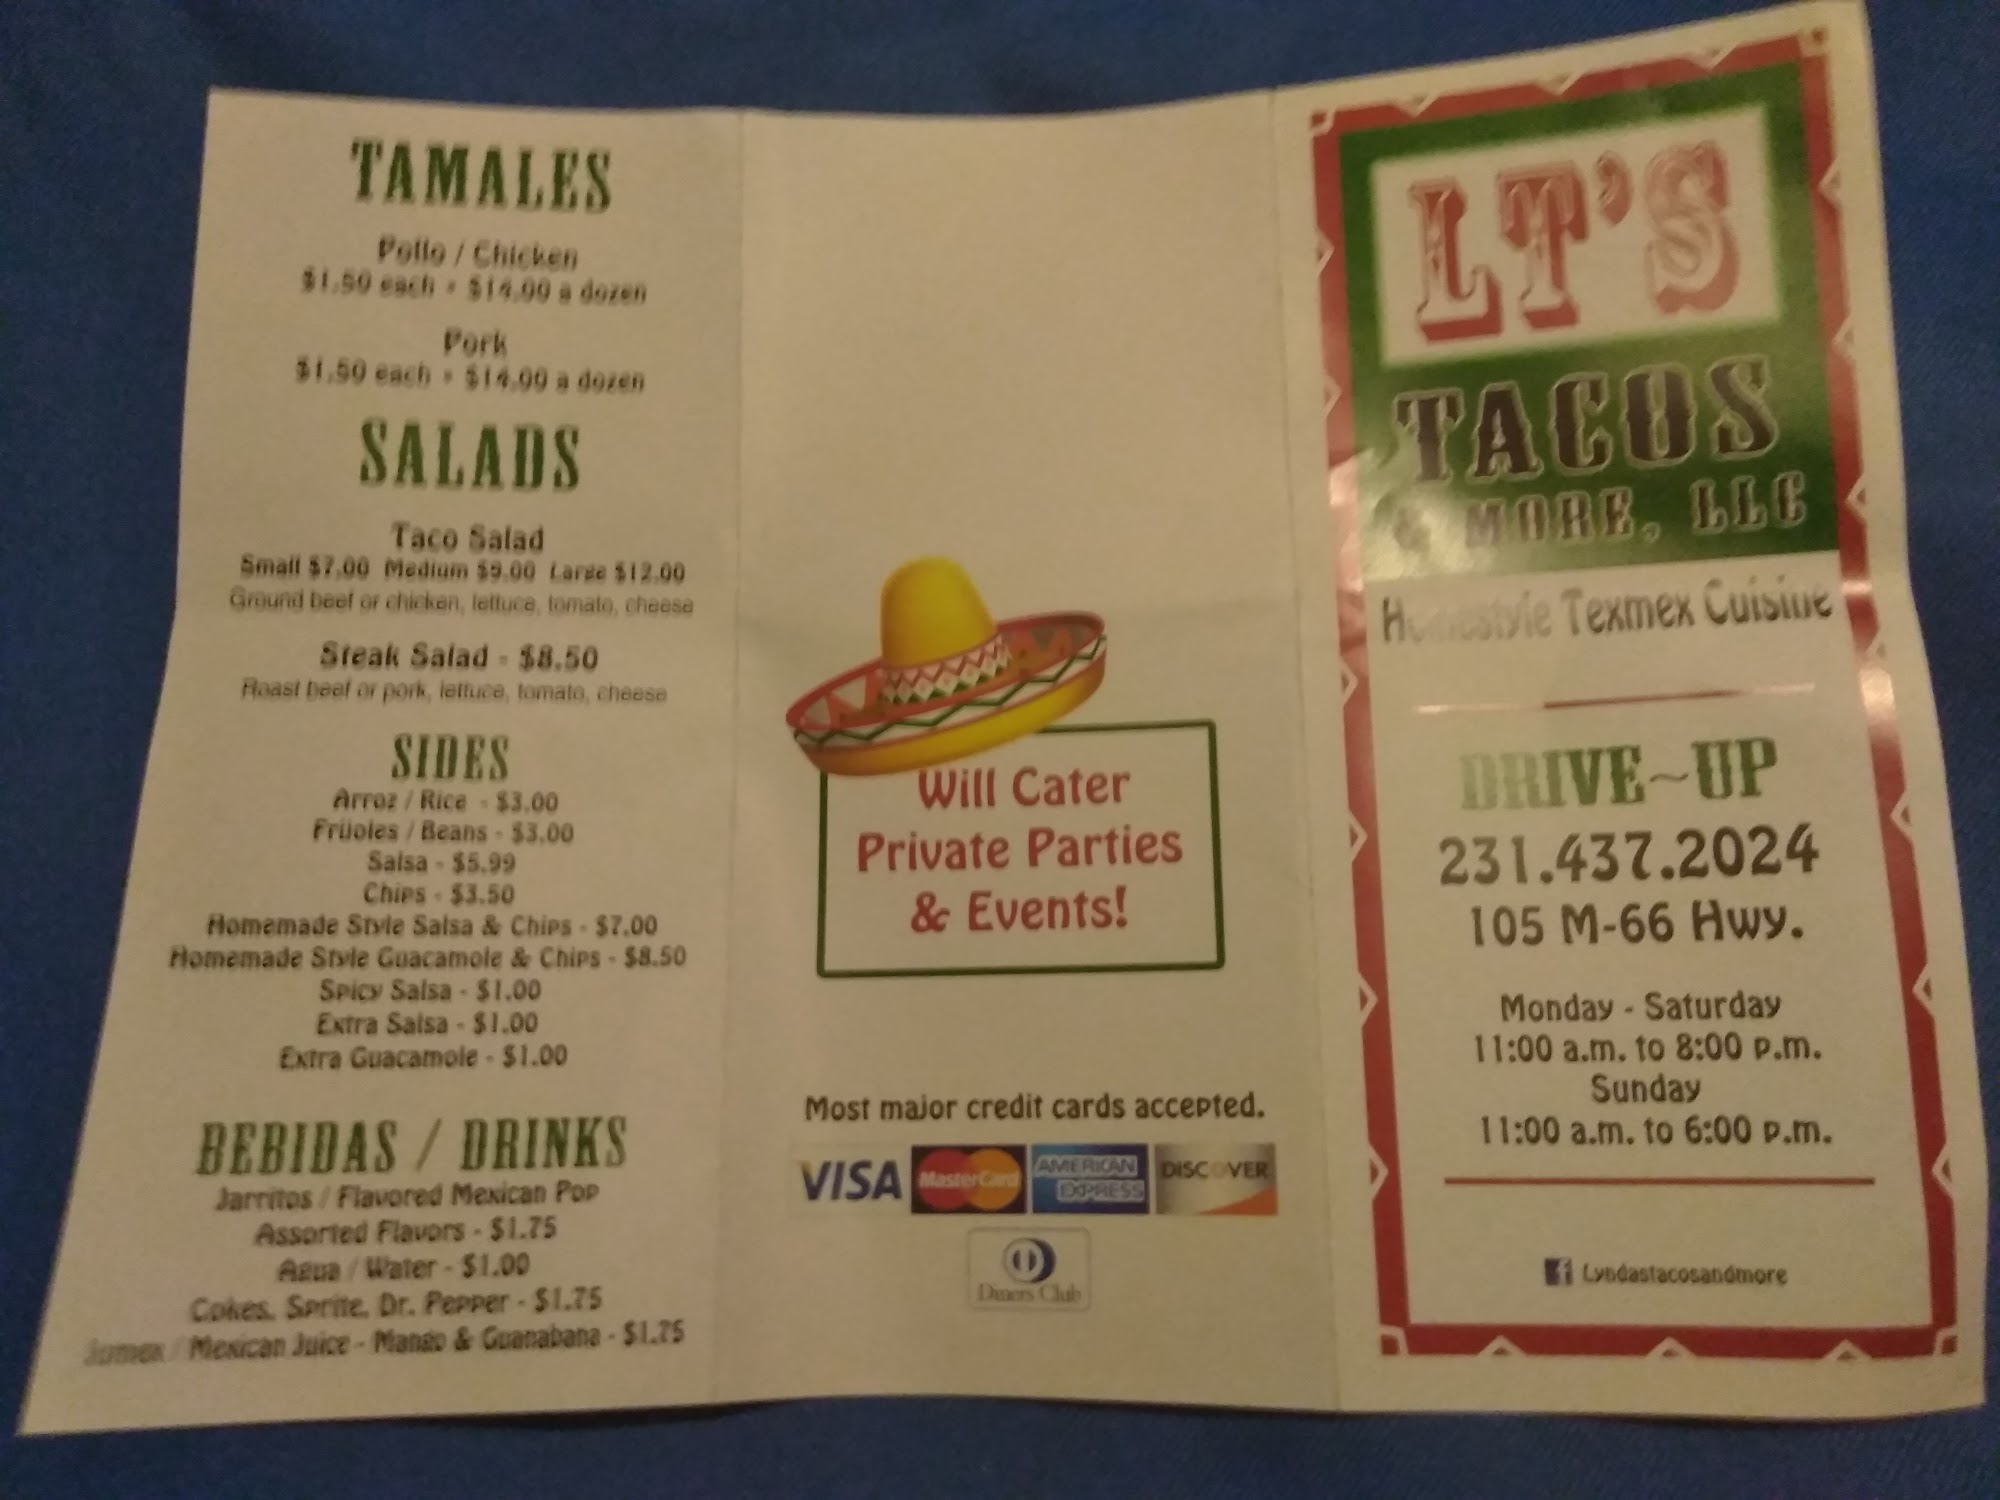 TAMALES
Pollo / Chicken
$1.50 each • $14.00 a dozen
Pork
$1.50 each • $14.00 a dozen
SALADS
Taco Salad
Small $7.00 Medium $9.00 Large $12.00
Ground beef or chicken, lettuce, tomato, cheese
Steak Salad - $8.50
Roast beef or pork, lettuce, tomato, cheese
SIDES
Arroz / Rice - $3.00
Frijoles / Beans - $3.00
Salsa - $5.99
Chips - $3.50
Homemade Style Salsa & Chips - $7.00
Homemade Style Guacamole & Chips - $8.50
Spicy Salsa - $1.00
Extra Salsa - $1.00
Extra Guacamole - $1.00
BEBIDAS / DRINKS
Jarritos / Flavored Mexican Pop
Assorted Flavors - $1.75
Agua / Water - $1.00
Cokes, Sprite, Dr. Pepper - $1.75
Jumex / Mexican Juice - Mango & Guanabana - $1.75
Will Cater
Private Parties
& Events!
Most major credit cards accepted.
VISA MasterCard AMERICAN EXPRESS DISCOVER
Diners Club
LT'S
TACOS
& MORE, LLC
Homestyle Texmex Cuisine
DRIVE~UP
231.437.2024
105 M-66 Hwy.
Monday - Saturday
11:00 a.m. to 8:00 p.m.
Sunday
11:00 a.m. to 6:00 p.m.
f Lyndastacosandmore